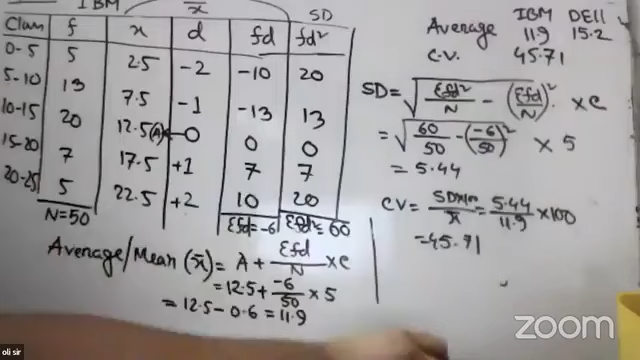 IBM x̄ SD
Class f x d fd fd²
0-5 5 2.5 -2 -10 20
5-10 13 7.5 -1 -13 13
10-15 20 12.5(A) 0 0 0
15-20 7 17.5 +1 7 7
20-25 5 22.5 +2 10 20
N=50 Σfd=-6 Σfd²=60
Average/Mean (x̄) = A + Σfd/N × c
= 12.5 + -6/50 × 5
= 12.5 - 0.6 = 11.9
IBM DELL
Average 11.9 15.2
C.V. 45.71
SD = √(Σfd²/N - (Σfd/N)²) × c
= √(60/50 - (-6/50)²) × 5
= 5.44
CV = SD×100/x̄ = 5.44/11.9 × 100
= 45.71
zoom
oli sir